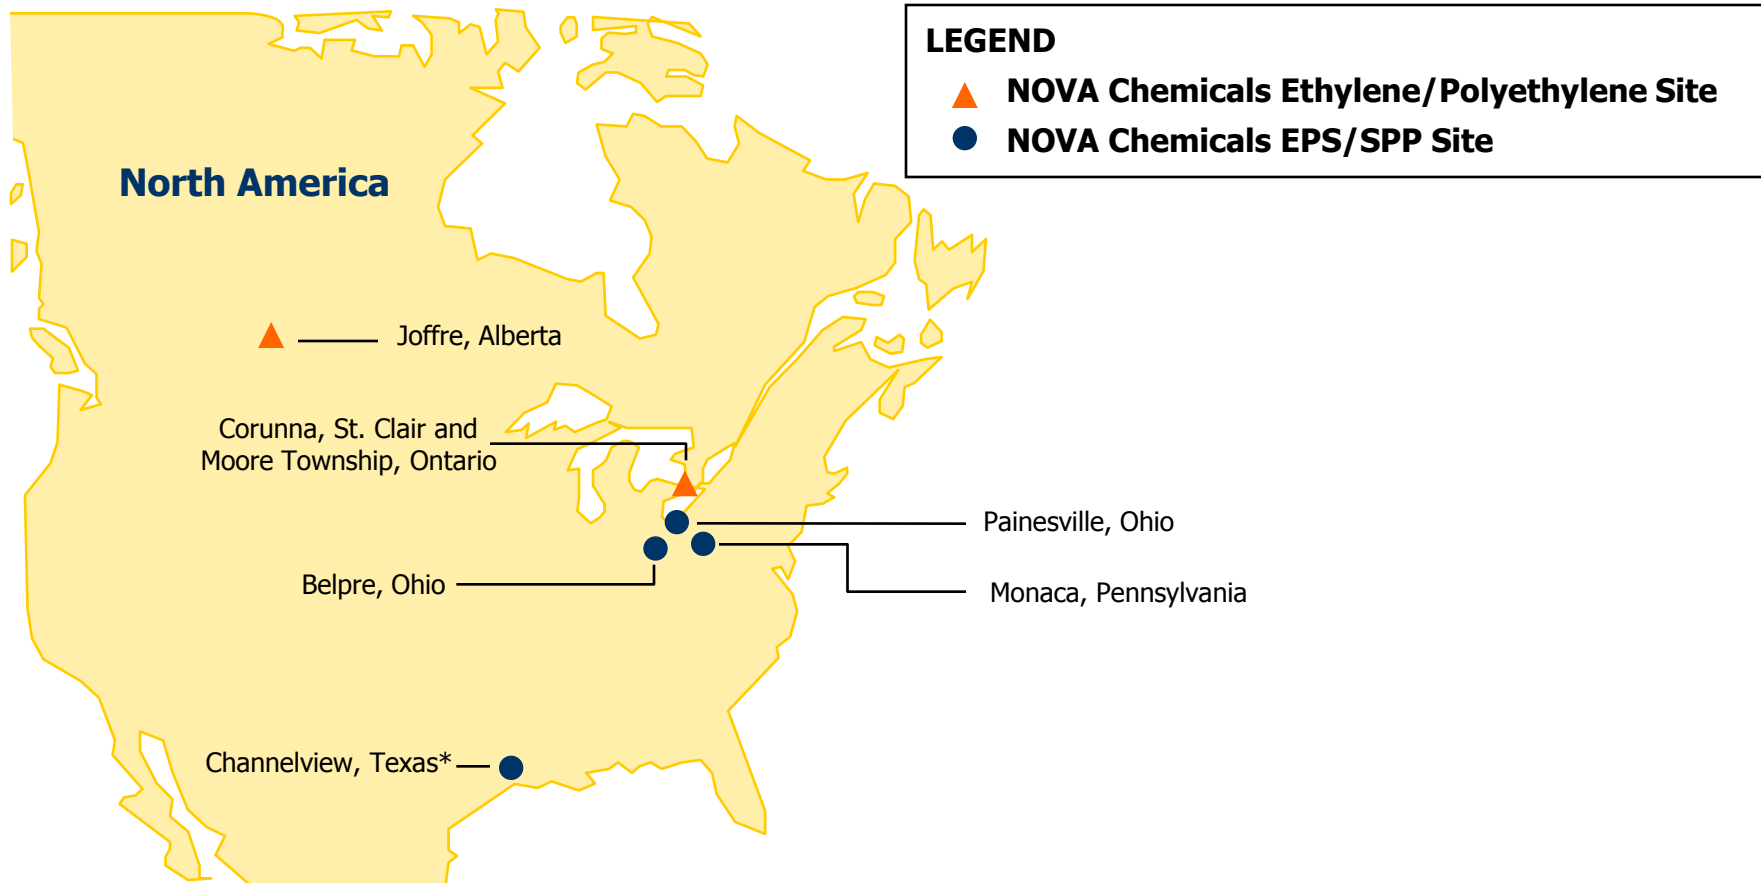 LEGEND
NOVA Chemicals Ethylene/Polyethylene Site
NOVA Chemicals EPS/SPP Site
North America
Joffre, Alberta
Corunna, St. Clair and
Moore Township, Ontario
Painesville, Ohio
Belpre, Ohio
Monaca, Pennsylvania
Channelview, Texas*